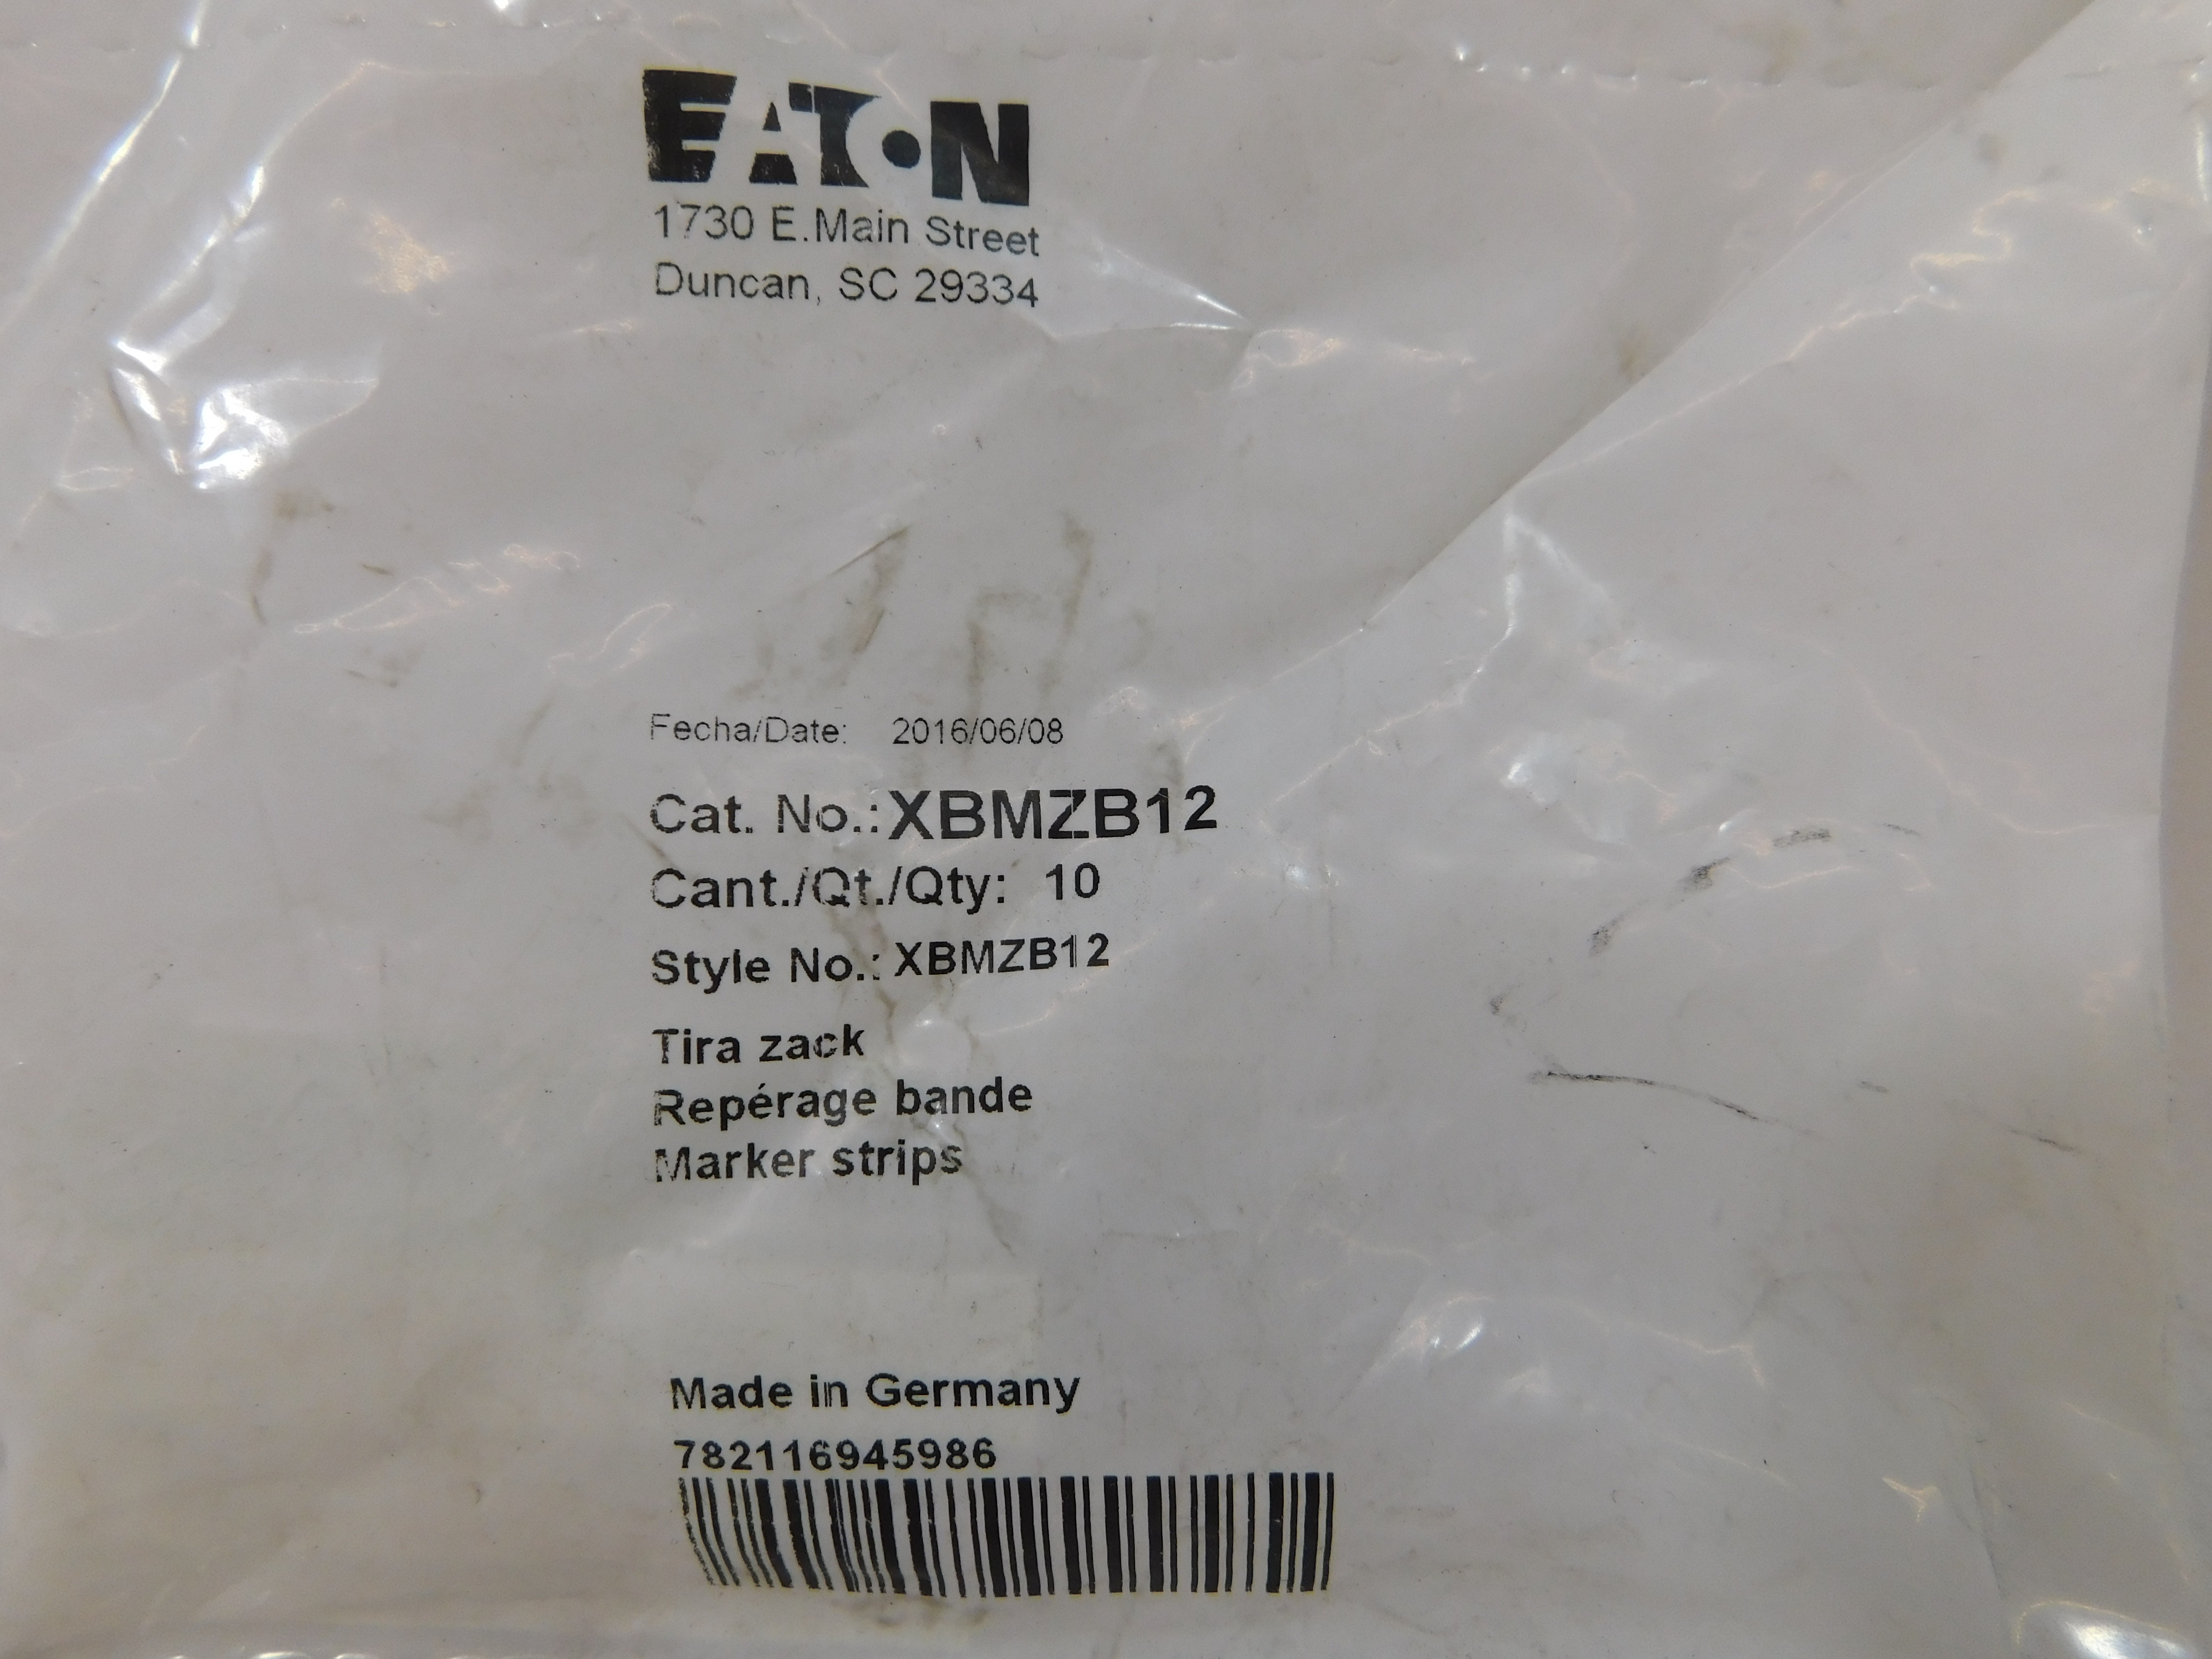 EATON
1730 E.Main Street
Duncan, SC 29334
Fecha/Date: 2016/06/08
Cat. No.:XBMZB12
Cant./Qt./Qty: 10
Style No.: XBMZB12
Tira zack
Repérage bande
Marker strips
Made in Germany
782116945986